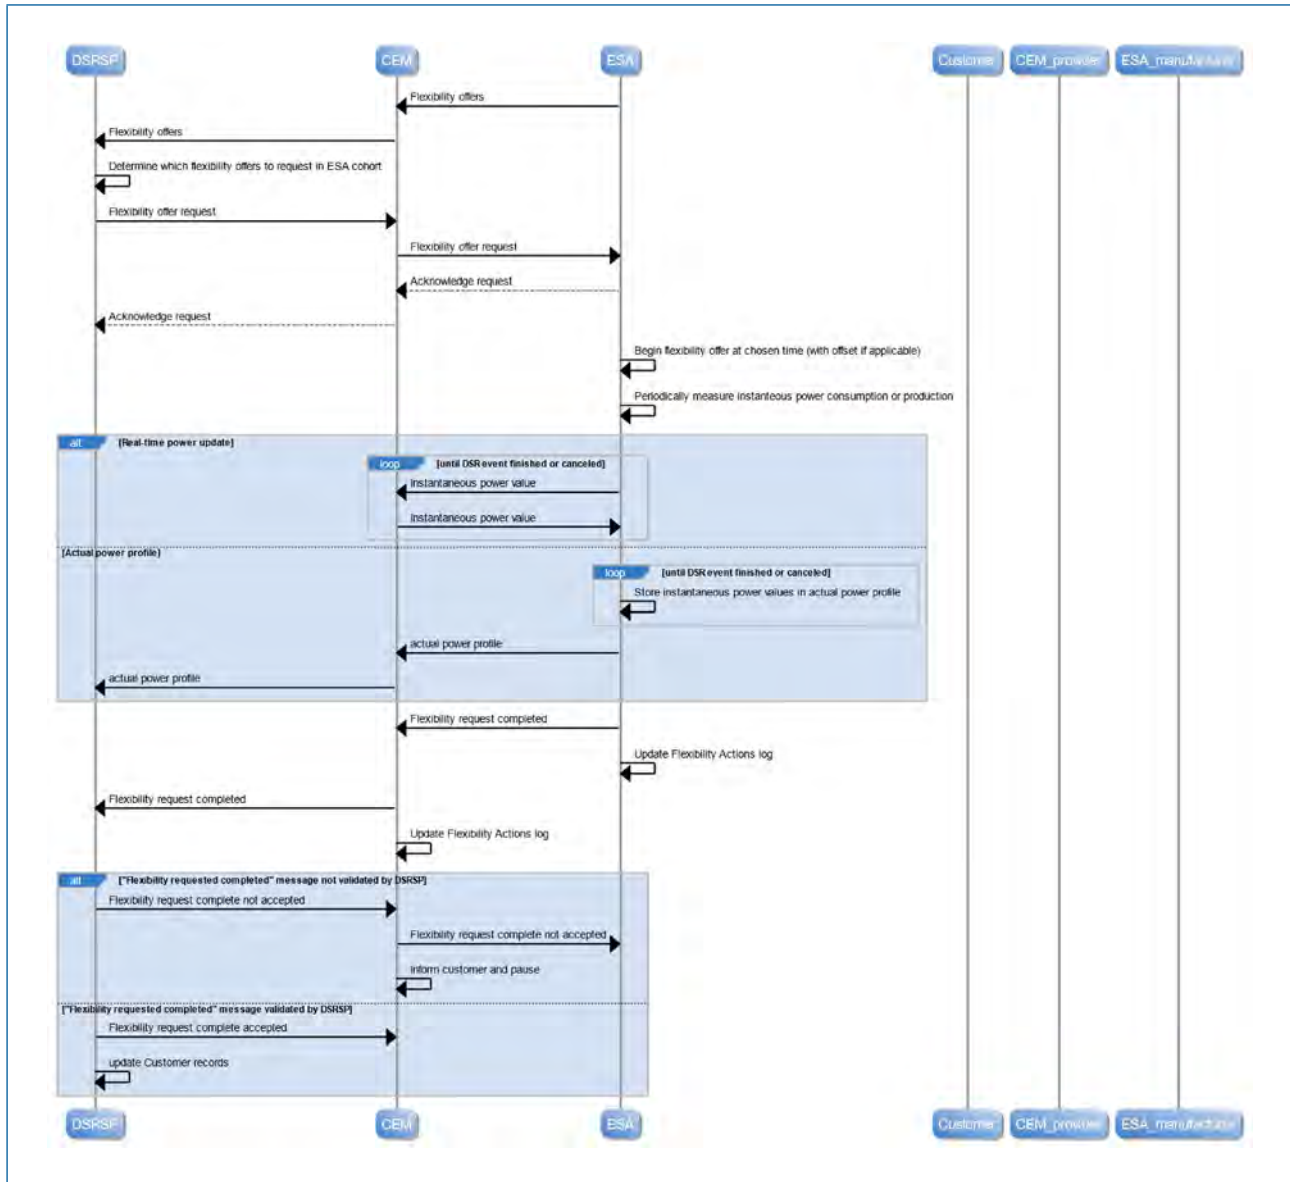 DSRSP CEM ESA Customer CEM_provider ESA_manufacturer
Flexibility offers
Flexibility offers
Determine which flexibility offers to request in ESA cohort
Flexibility offer request
Flexibility offer request
Acknowledge request
Acknowledge request
Begin flexibility offer at chosen time (with offset if applicable)
Periodically measure instanteous power consumption or production
alt [Real-time power update]
loop [until DSR event finished or canceled]
Instantaneous power value
Instantaneous power value
[Actual power profile]
loop [until DSR event finished or canceled]
Store instantaneous power values in actual power profile
actual power profile
actual power profile
Flexibility request completed
Update Flexibility Actions log
Flexibility request completed
Update Flexibility Actions log
alt ["Flexibility requested completed" message not validated by DSRSP]
Flexibility request complete not accepted
Flexibility request complete not accepted
Inform customer and pause
["Flexibility requested completed" message validated by DSRSP]
Flexibility request complete accepted
update Customer records
DSRSP CEM ESA Customer CEM_provider ESA_manufacturer